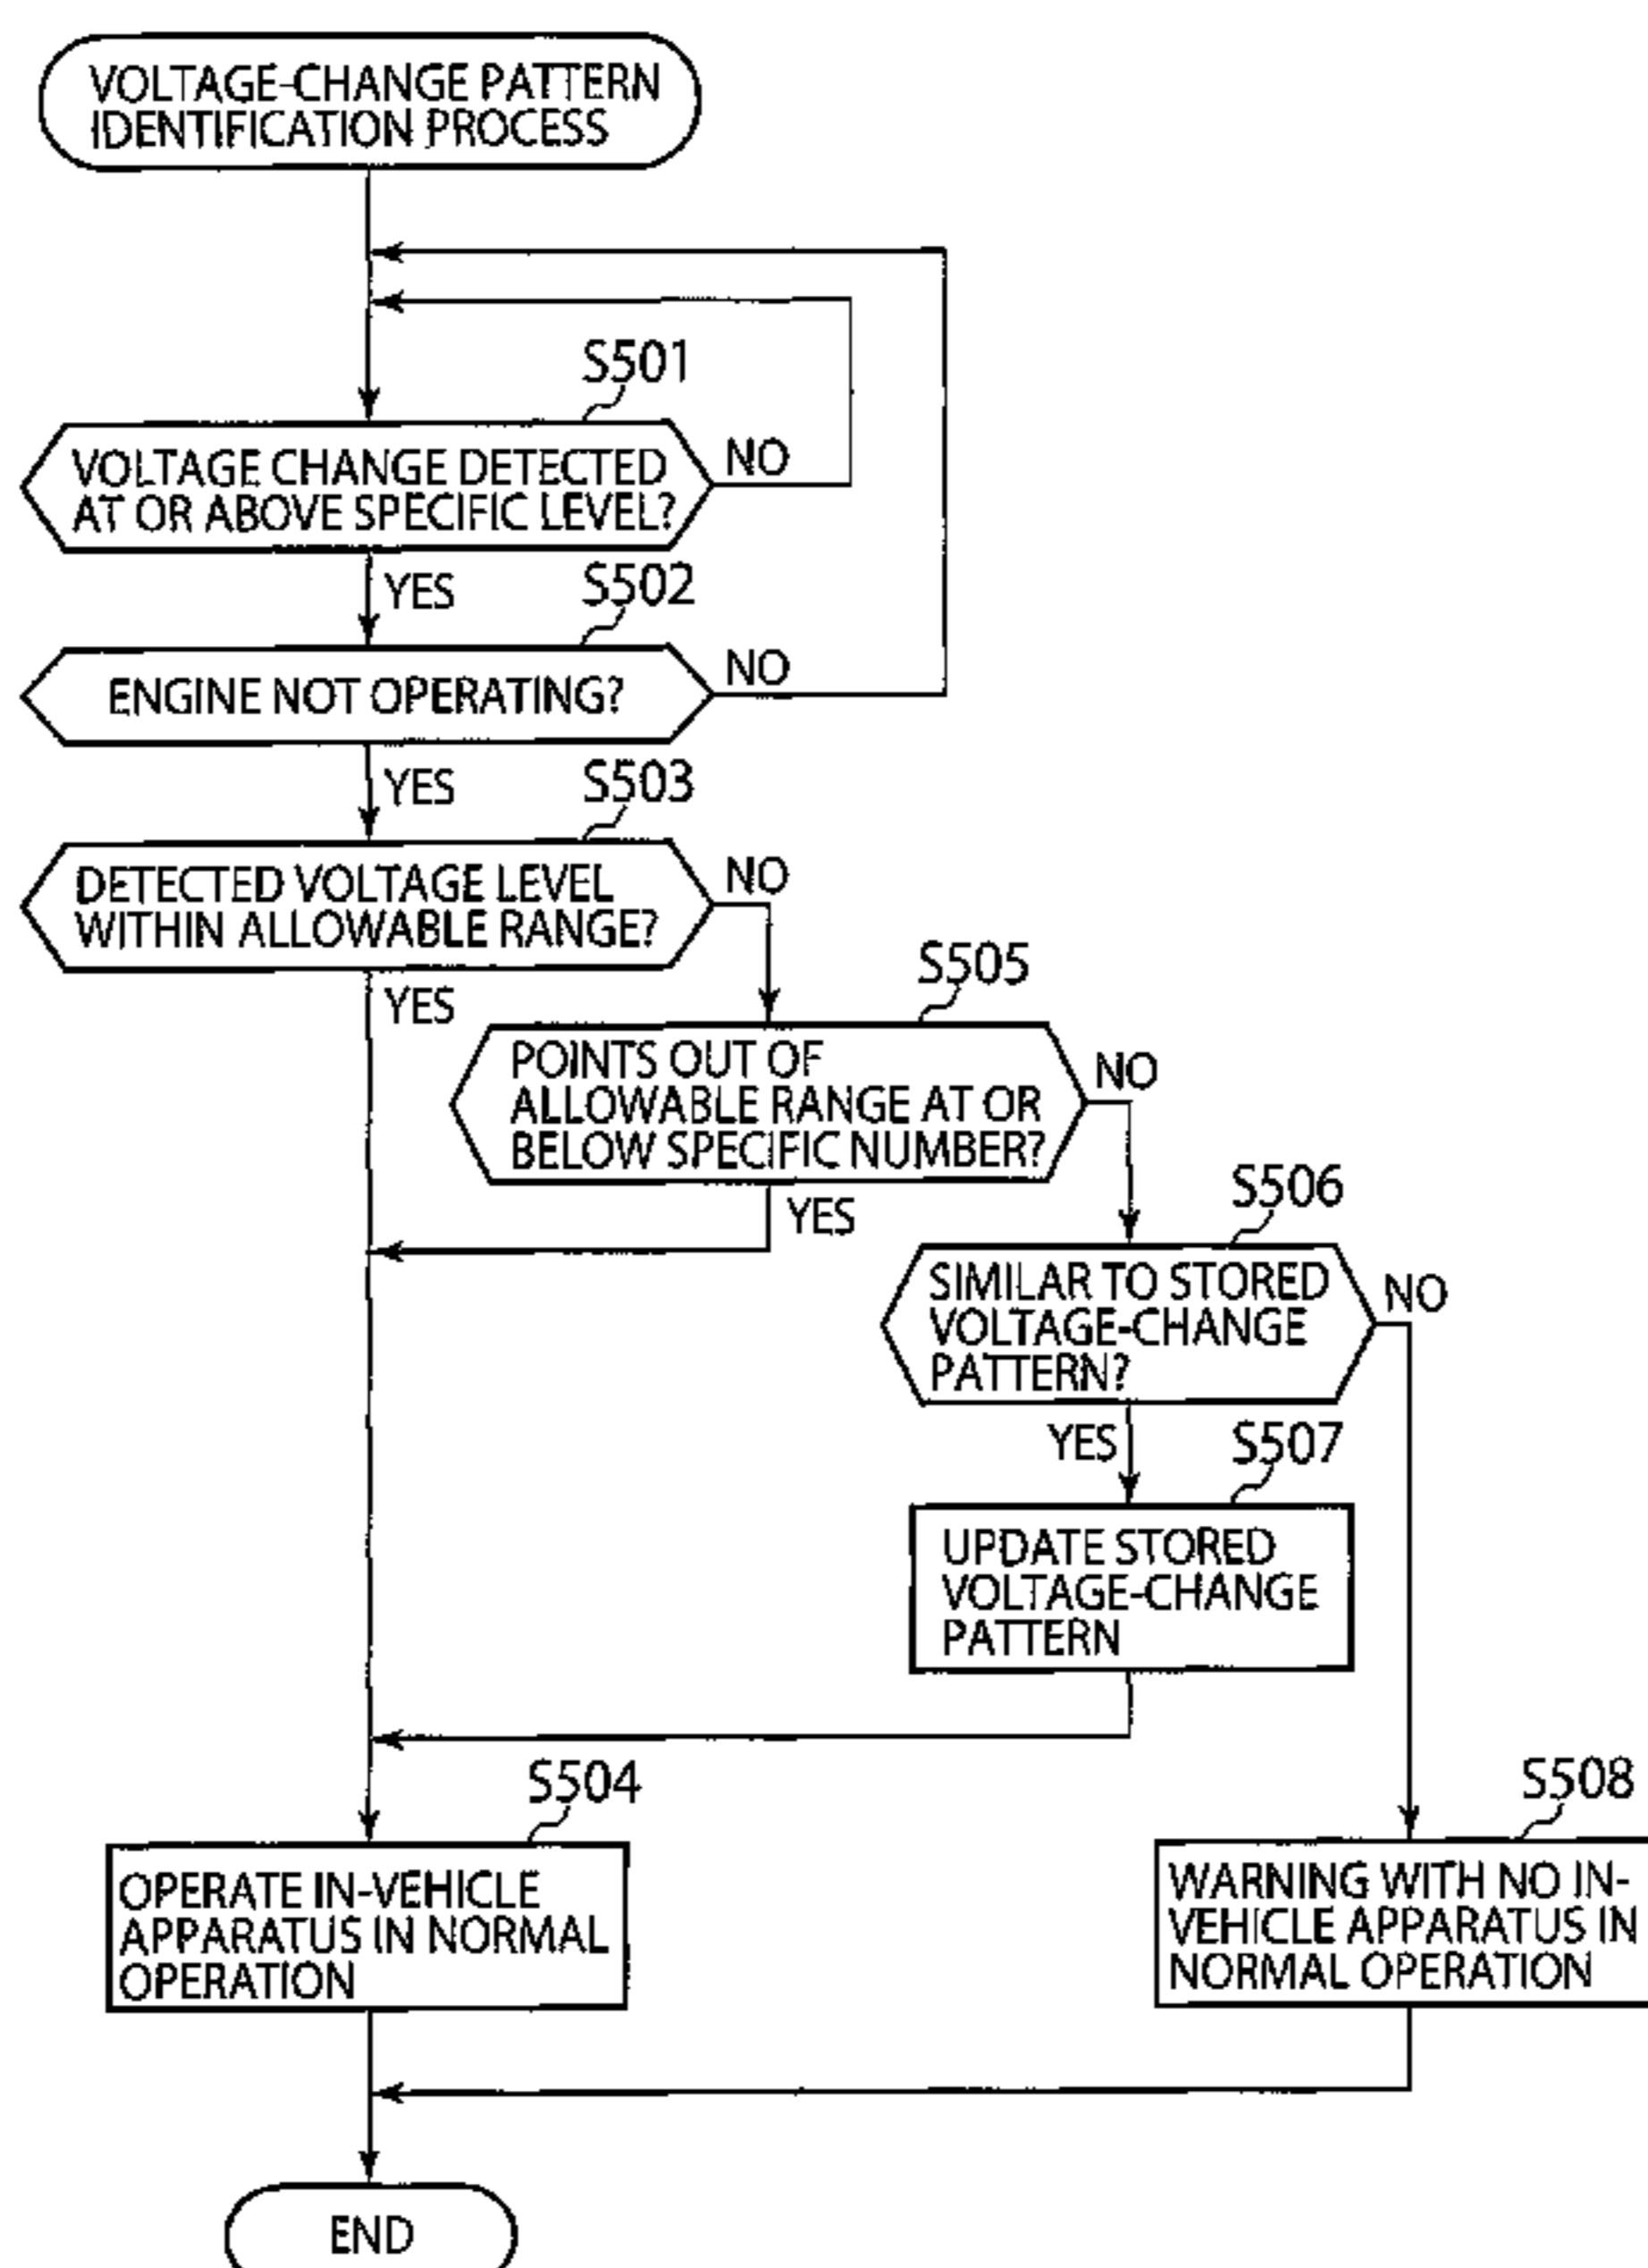 VOLTAGE-CHANGE PATTERN
IDENTIFICATION PROCESS
S501
VOLTAGE CHANGE DETECTED
AT OR ABOVE SPECIFIC LEVEL?
NO
YES
S502
ENGINE NOT OPERATING?
NO
YES
S503
DETECTED VOLTAGE LEVEL
WITHIN ALLOWABLE RANGE?
NO
YES
S505
POINTS OUT OF
ALLOWABLE RANGE AT OR
BELOW SPECIFIC NUMBER?
NO
YES
S506
SIMILAR TO STORED
VOLTAGE-CHANGE
PATTERN?
NO
YES
S507
UPDATE STORED
VOLTAGE-CHANGE
PATTERN
S504
OPERATE IN-VEHICLE
APPARATUS IN NORMAL
OPERATION
S508
WARNING WITH NO IN-
VEHICLE APPARATUS IN
NORMAL OPERATION
END